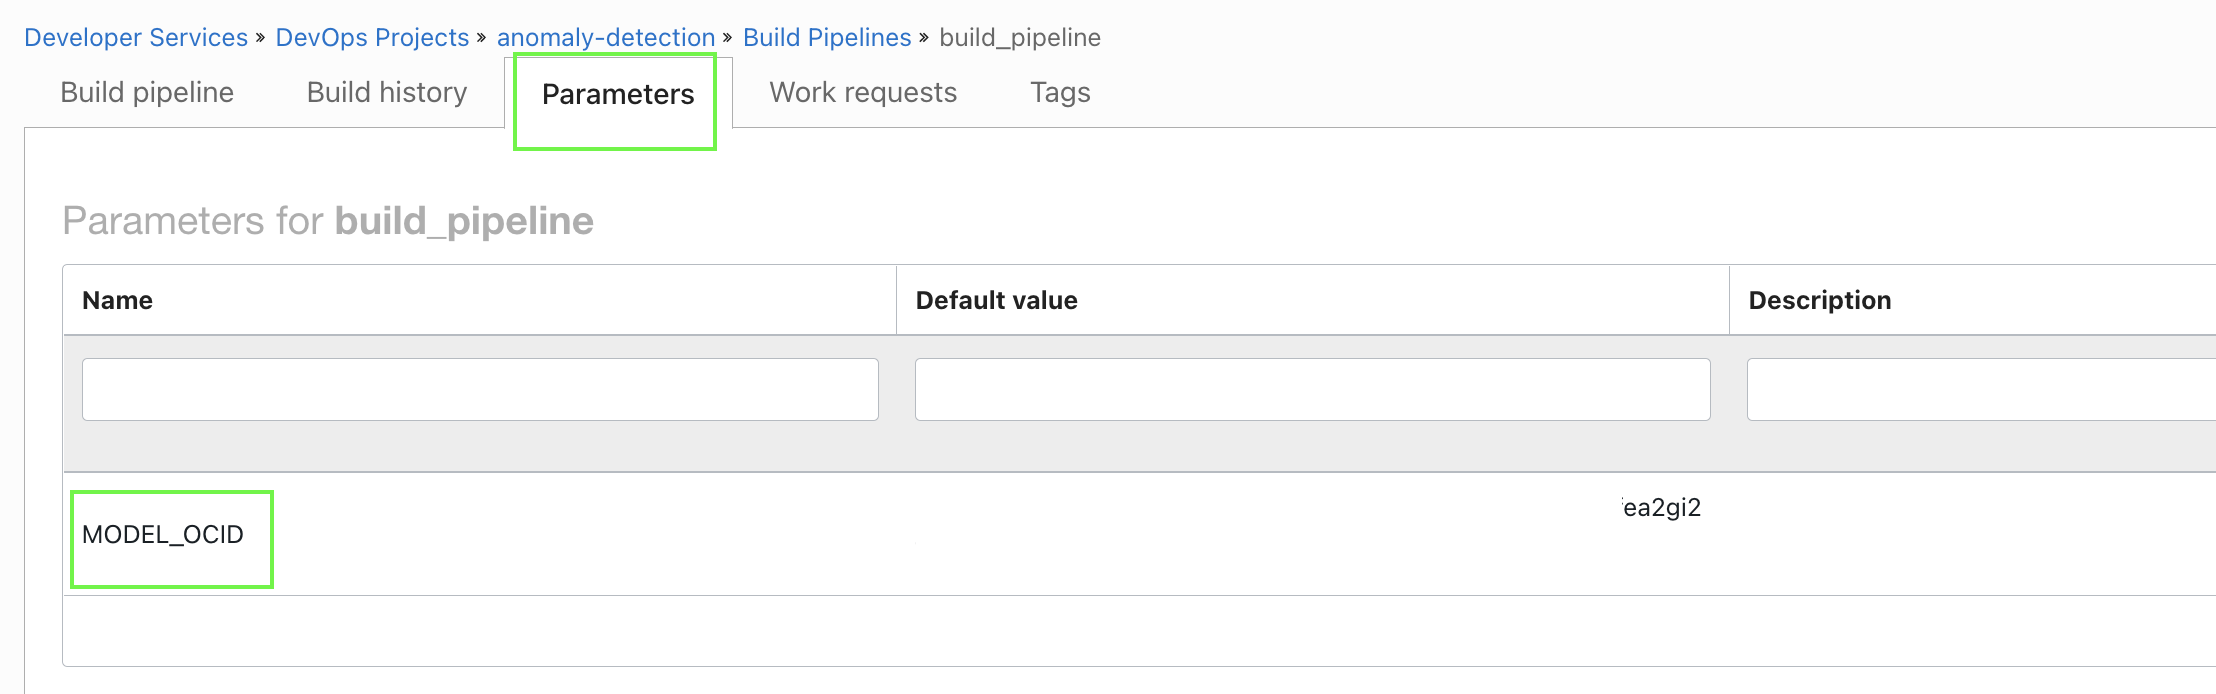 Developer Services » DevOps Projects » anomaly-detection » Build Pipelines » build_pipeline
Build pipeline Build history Parameters Work requests Tags
Parameters for build_pipeline
Name Default value Description
ea2gi2
MODEL_OCID